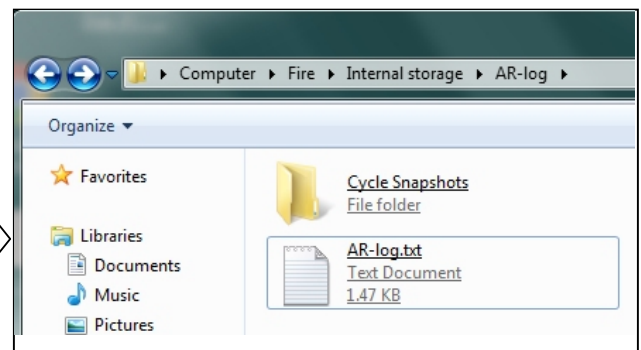 Computer ▸ Fire ▸ Internal storage ▸ AR-log ▸
Organize ▾
Favorites
Libraries
Documents
Music
Pictures
Cycle Snapshots
File folder
AR-log.txt
Text Document
1.47 KB